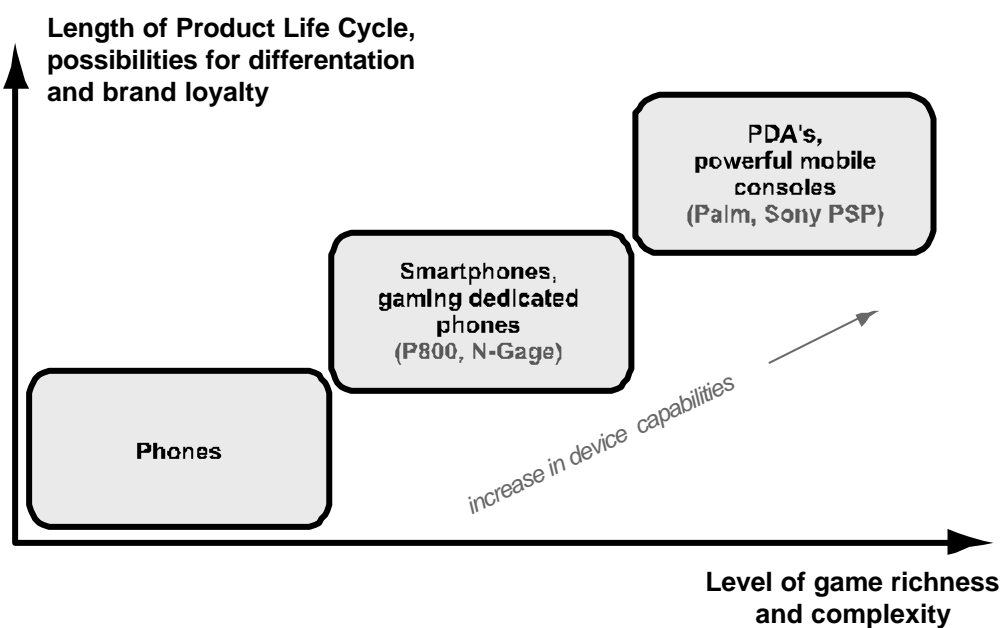 Length of Product Life Cycle,
possibilities for differentation
and brand loyalty
PDA's,
powerful mobile
consoles
(Palm, Sony PSP)
Smartphones,
gaming dedicated
phones
(P800, N-Gage)
Phones
increase in device capabilities
Level of game richness
and complexity